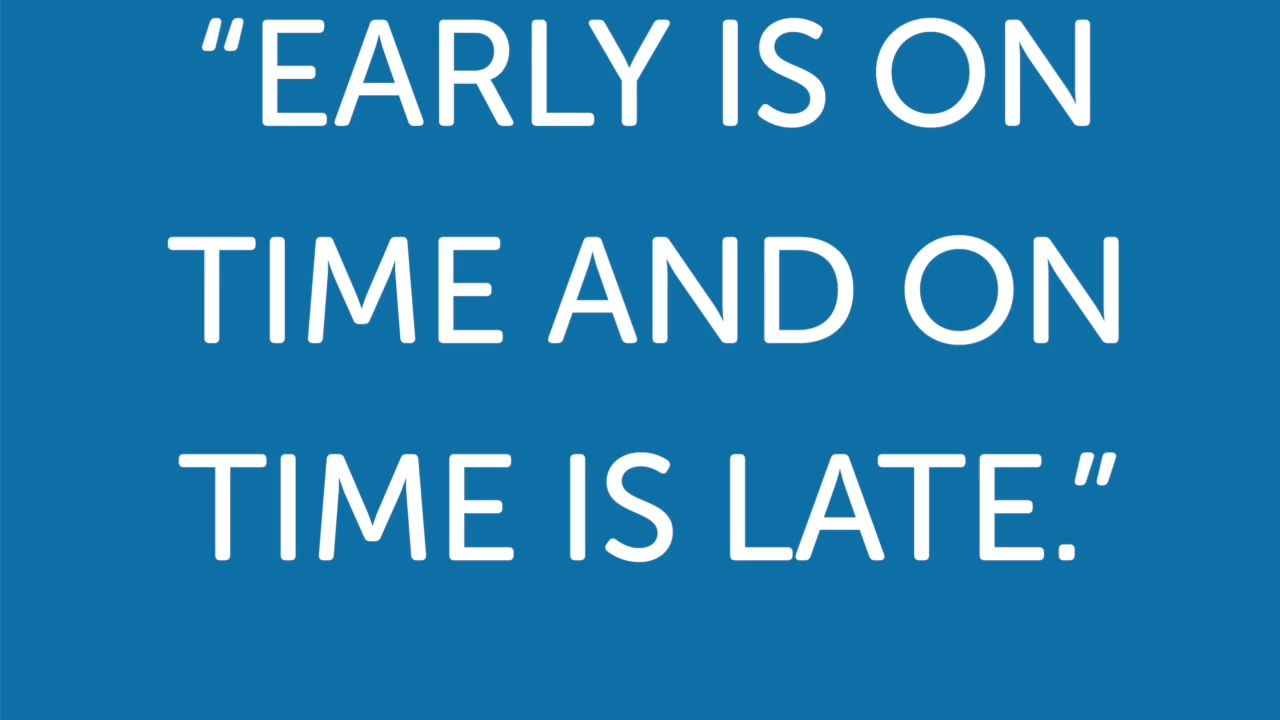 “EARLY IS ON
TIME AND ON
TIME IS LATE.”